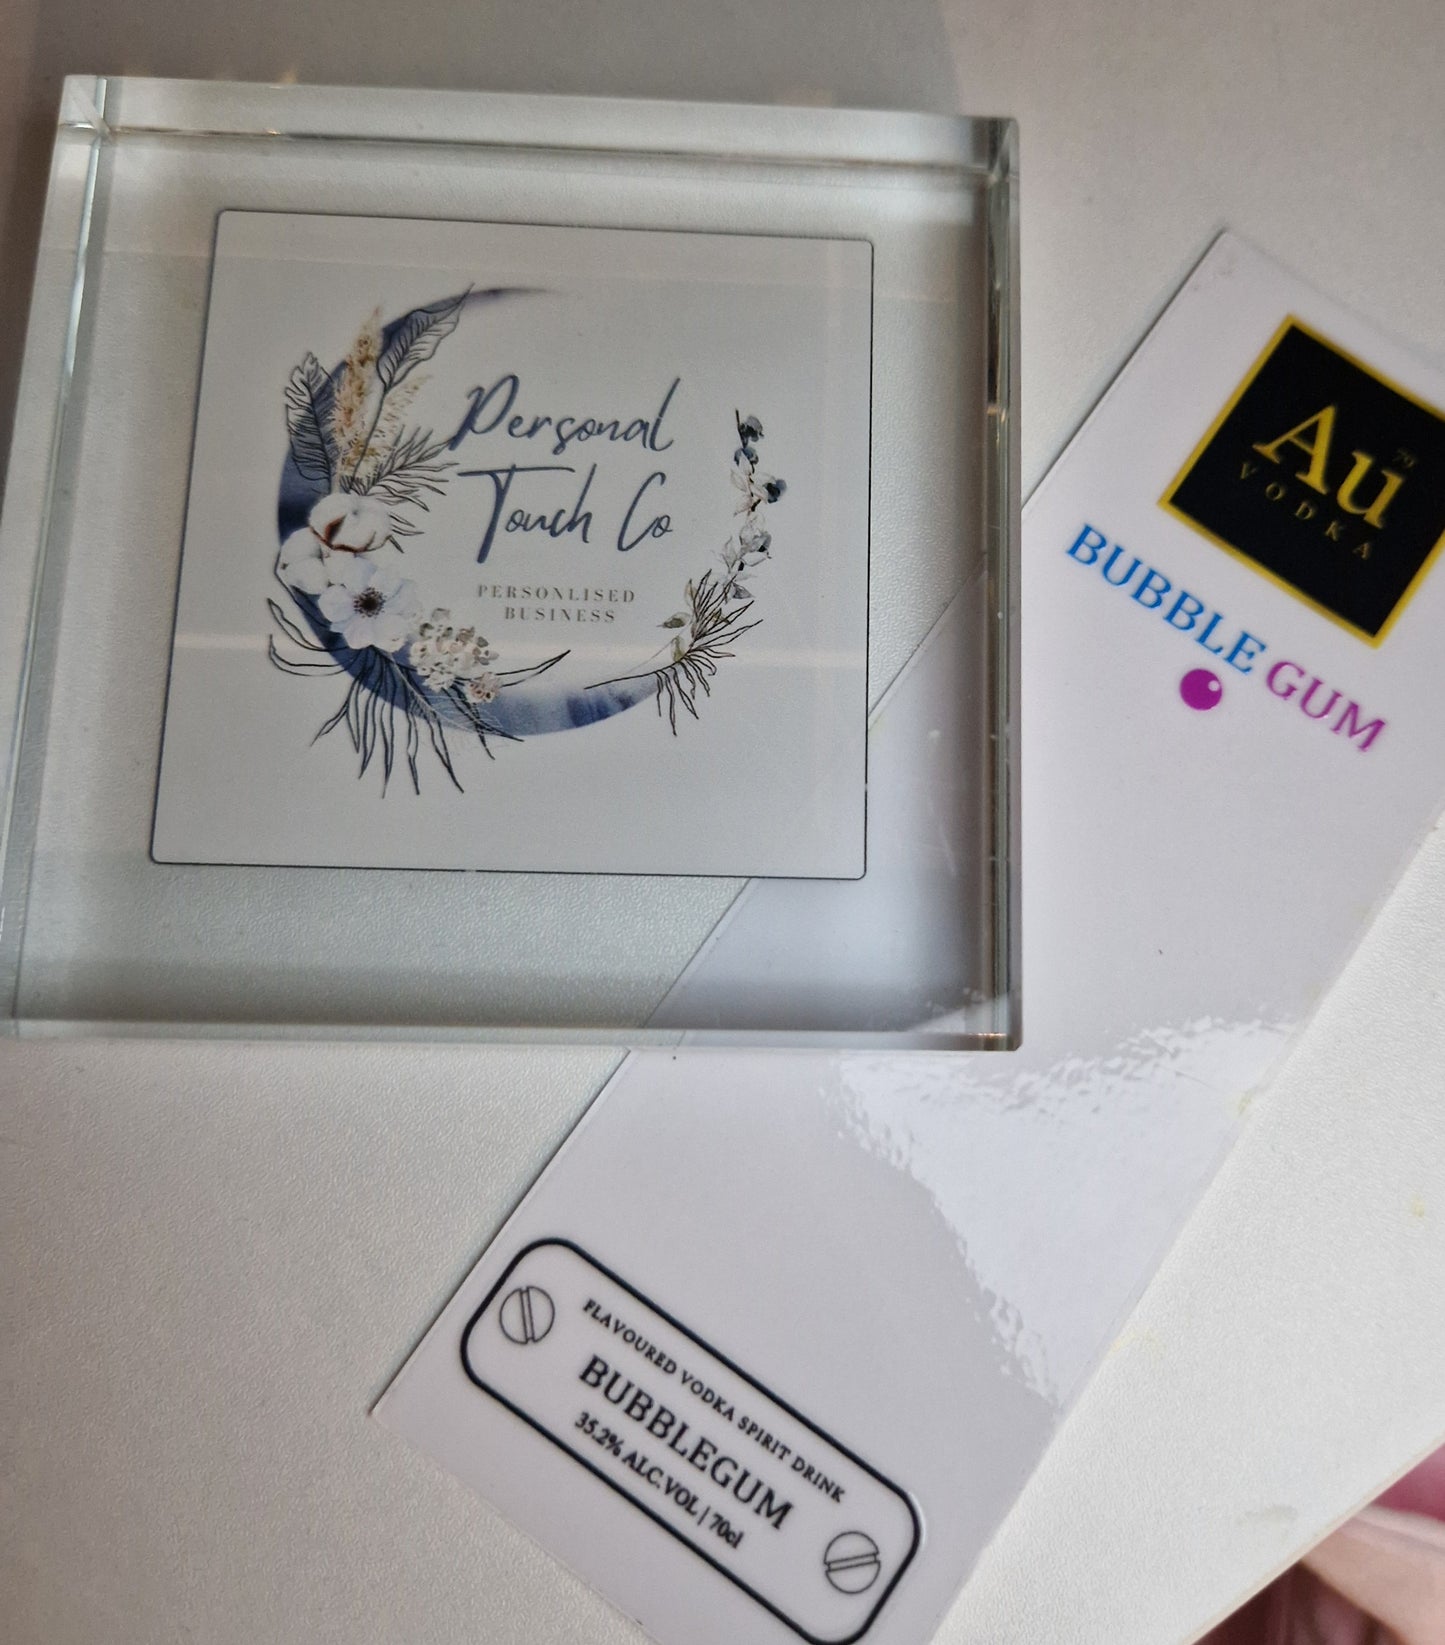 Personal
Touch Co
PERSONLISED
BUSINESS
Au
79
VODKA
BUBBLE GUM
FLAVOURED VODKA SPIRIT DRINK
BUBBLEGUM
35.2% ALC.VOL | 70cl